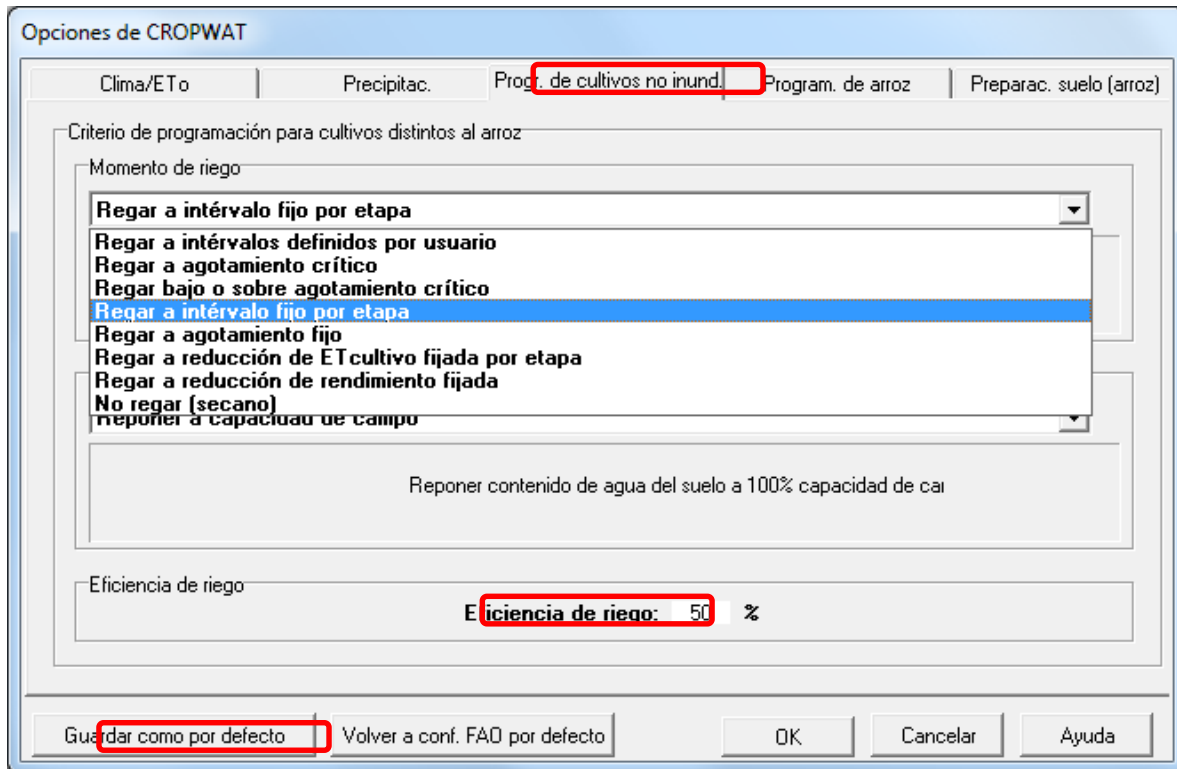 Opciones de CROPWAT
Clima/ETo Precipitac. Progr. de cultivos no inund. Program. de arroz Preparac. suelo (arroz)
Criterio de programación para cultivos distintos al arroz
Momento de riego
Regar a intérvalo fijo por etapa
Regar a intérvalos definidos por usuario
Regar a agotamiento crítico
Regar bajo o sobre agotamiento crítico
Regar a intérvalo fijo por etapa
Regar a agotamiento fijo
Regar a reducción de ETcultivo fijada por etapa
Regar a reducción de rendimiento fijada
No regar (secano)
Reponer a capacidad de campo
Reponer contenido de agua del suelo a 100% capacidad de cai
Eficiencia de riego
Eficiencia de riego: 50 %
Guardar como por defecto Volver a conf. FAO por defecto OK Cancelar Ayuda